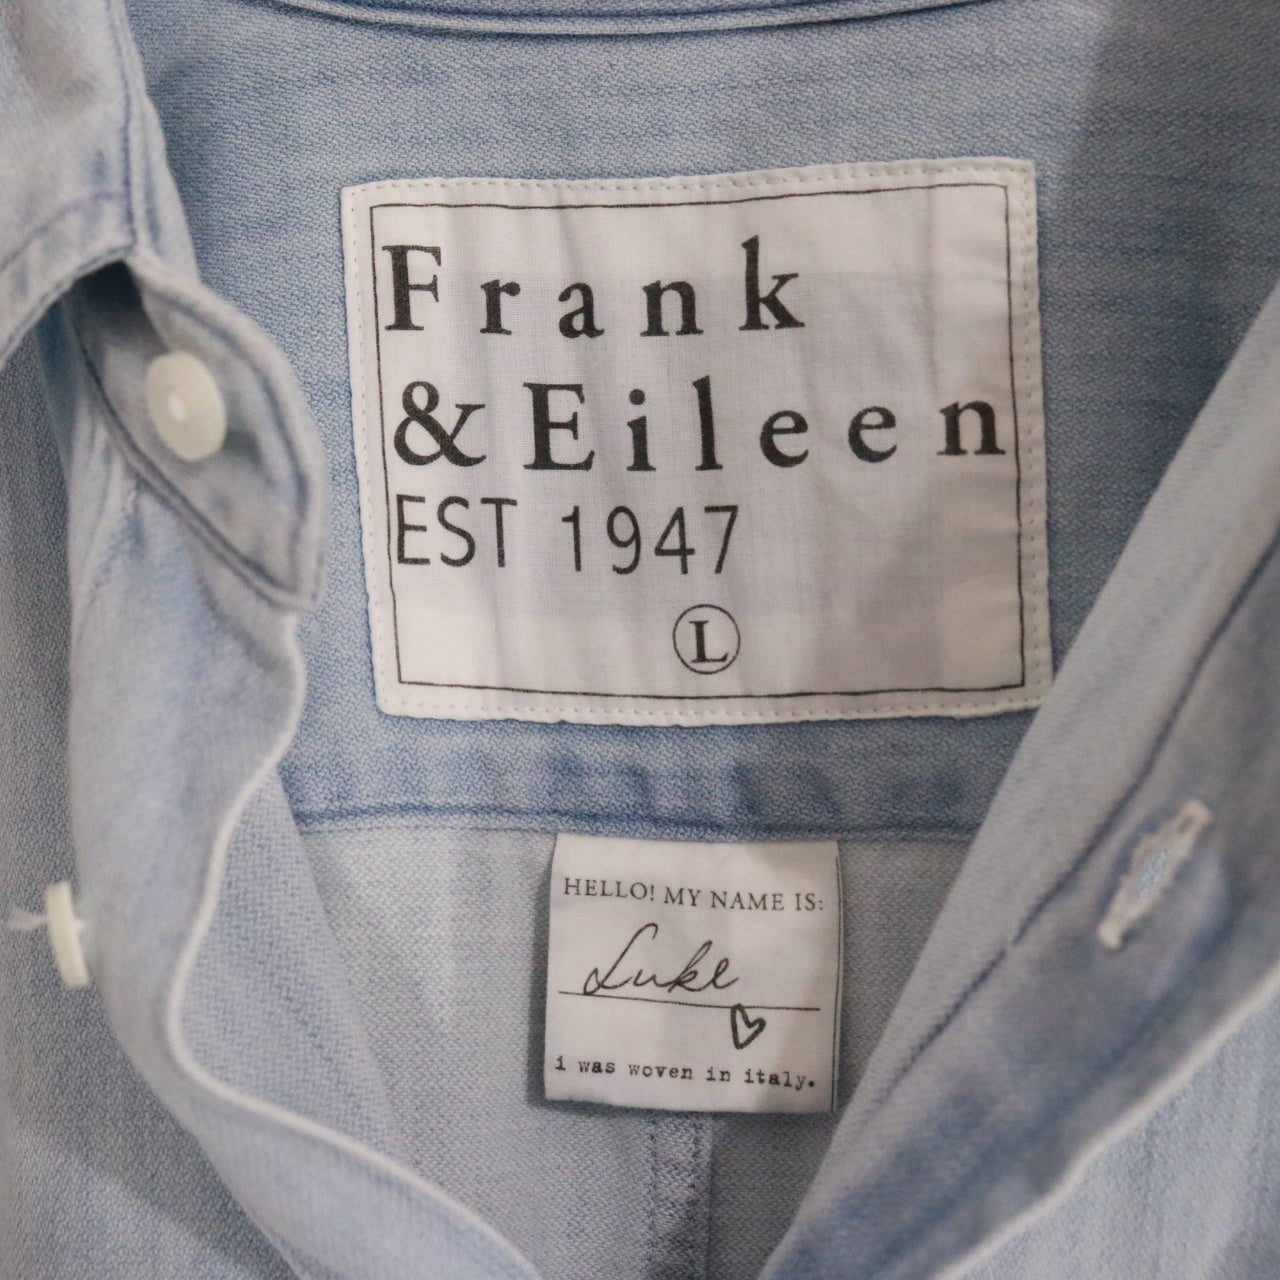 Frank
& Eileen
EST 1947
L
HELLO! MY NAME IS:
Luke
i was woven in italy.